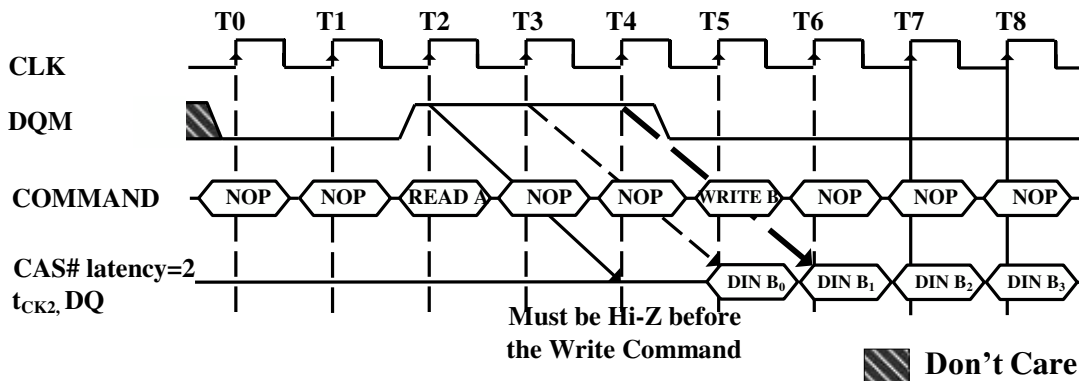 T0 T1 T2 T3 T4 T5 T6 T7 T8
CLK
DQM
COMMAND NOP NOP READ A NOP NOP WRITE B NOP NOP NOP
CAS# latency=2
tCK2, DQ DIN B0 DIN B1 DIN B2 DIN B3
Must be Hi-Z before
the Write Command
Don't Care